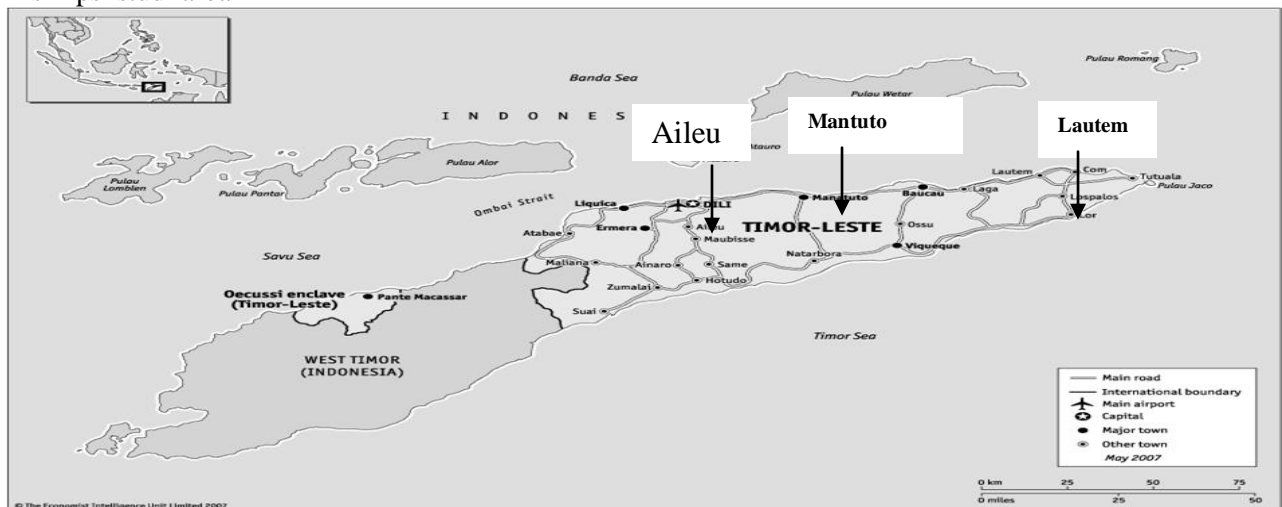 Banda Sea
Pulau Romang
Pulau Wetar
I N D O N E S
Aileu
Mantuto
Lautem
Pulau Alor
Pulau Lomblen
Pulau Pantar
Ombai Strait
Lautem
Com
Tutuala
Pulau Jaco
Liquica
DILI
Manatuto
Baucau
Laga
Lospalos
Lor
Atabae
Ermera
Aileu
Maubisse
TIMOR-LESTE
Ossu
Viqueque
Savu Sea
Maliana
Ainaro
Same
Natarbora
Zumalai
Hotudo
Oecussi enclave
(Timor-Leste)
Pante Macassar
Suai
Timor Sea
WEST TIMOR
(INDONESIA)
Main road
International boundary
Main airport
Capital
Major town
Other town
May 2007
0 km 25 50 75
0 miles 25 50
© The Economist Intelligence Unit Limited 2007